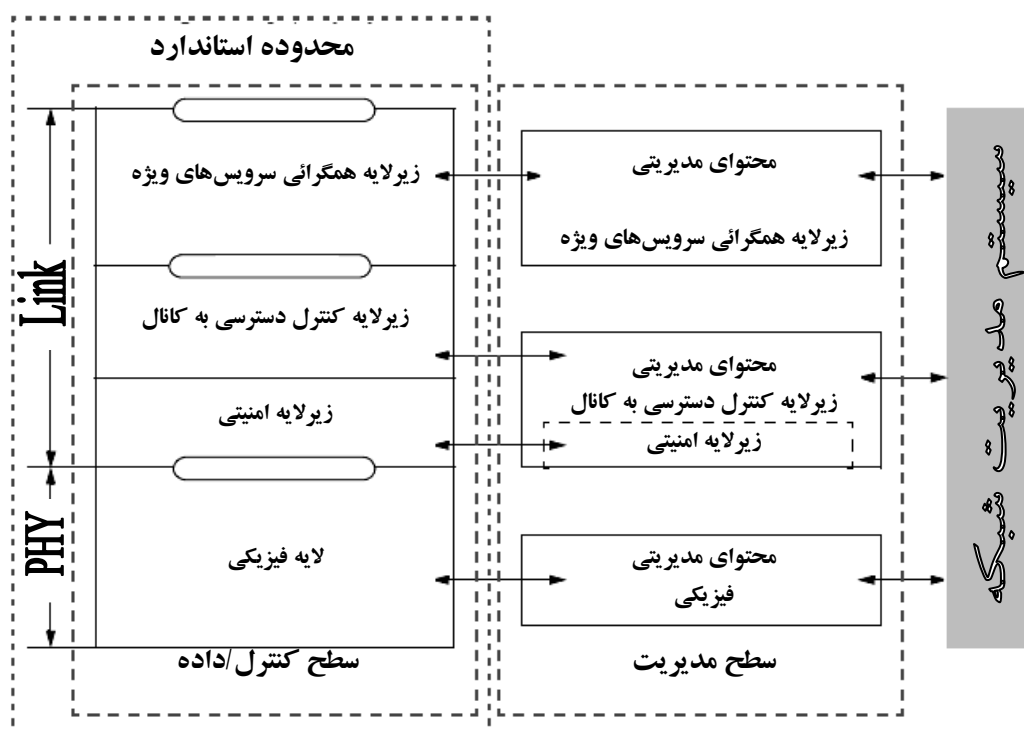 محدوده استاندارد
Link
PHY
زیرلایه همگرائی سرویس‌های ویژه
زیرلایه کنترل دسترسی به کانال
زیرلایه امنیتی
لایه فیزیکی
سطح کنترل/داده
محتوای مدیریتی
زیرلایه همگرائی سرویس‌های ویژه
محتوای مدیریتی
زیرلایه کنترل دسترسی به کانال
زیرلایه امنیتی
محتوای مدیریتی
فیزیکی
سطح مدیریت
سیستم مدیریت شبکه